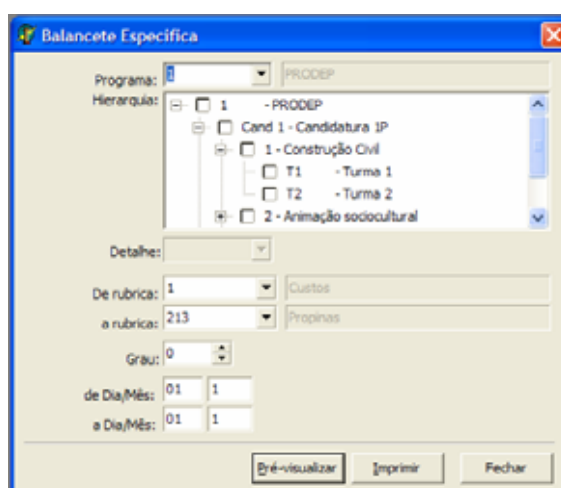 Balancete Específica
Programa: 1 PRODEP
Hierarquia: 1 - PRODEP
Cand 1 - Candidatura 1P
1 - Construção Civil
T1 - Turma 1
T2 - Turma 2
2 - Animação sociocultural
Detalhe:
De rubrica: 1 Custos
a rubrica: 213 Propinas
Grau: 0
de Dia/Mês: 01 1
a Dia/Mês: 01 1
Pré-visualizar Imprimir Fechar